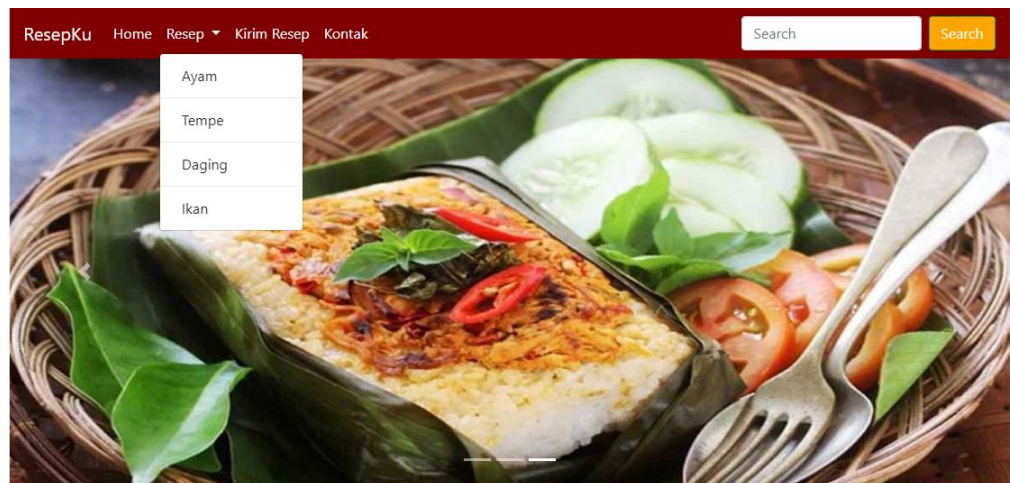 ResepKu Home Resep Kirim Resep Kontak Search Search
Ayam
Tempe
Daging
Ikan